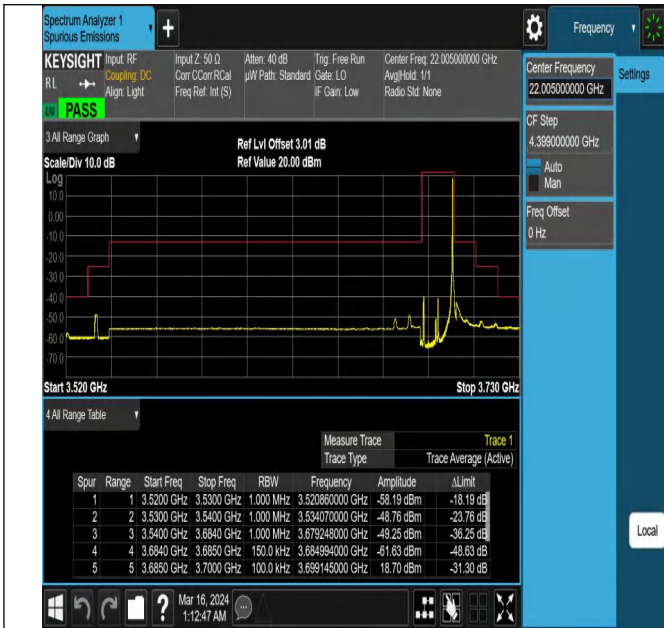 Spectrum Analyzer 1
Spurious Emissions
Frequency
KEYSIGHT
RL
LXI
PASS
Input: RF
Coupling: DC
Align: Light
Input Z: 50 Ω
Corr CCorr RCal
Freq Ref: Int (S)
Atten: 40 dB
µW Path: Standard
Trig: Free Run
Gate: LO
IF Gain: Low
Center Freq: 22.005000000 GHz
Avg|Hold: 1/1
Radio Std: None
Center Frequency
22.005000000 GHz
Settings
CF Step
4.399000000 GHz
Auto
Man
Freq Offset
0 Hz
Local
3 All Range Graph
Scale/Div 10.0 dB
Ref Lvl Offset 3.01 dB
Ref Value 20.00 dBm
Log
10.0
0.00
-10.0
-20.0
-30.0
-40.0
-50.0
-60.0
-70.0
Start 3.520 GHz
Stop 3.730 GHz
4 All Range Table
Measure Trace Trace 1
Trace Type Trace Average (Active)
Spur Range Start Freq Stop Freq RBW Frequency Amplitude ΔLimit
1 1 3.5200 GHz 3.5300 GHz 1.000 MHz 3.520860000 GHz -58.19 dBm -18.19 dB
2 2 3.5300 GHz 3.5400 GHz 1.000 MHz 3.534070000 GHz -48.76 dBm -23.76 dB
3 3 3.5400 GHz 3.6840 GHz 1.000 MHz 3.679248000 GHz -49.25 dBm -36.25 dB
4 4 3.6840 GHz 3.6850 GHz 150.0 kHz 3.684994000 GHz -61.63 dBm -48.63 dB
5 5 3.6850 GHz 3.7000 GHz 100.0 kHz 3.699145000 GHz 18.70 dBm -31.30 dB
?
Mar 16, 2024
1:12:47 AM